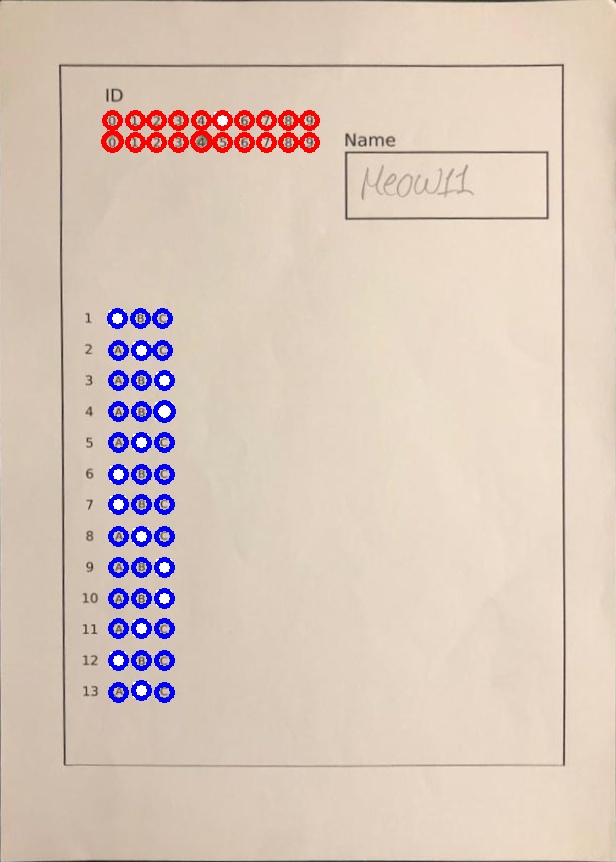 ID
0 1 2 3 4 6 7 8 9
0 1 2 3 4 5 6 7 8 9
Name
Meow11
1 B C
2 A C
3 A B
4 A B
5 A C
6 B C
7 B C
8 A C
9 A B
10 A B
11 A C
12 B C
13 A C